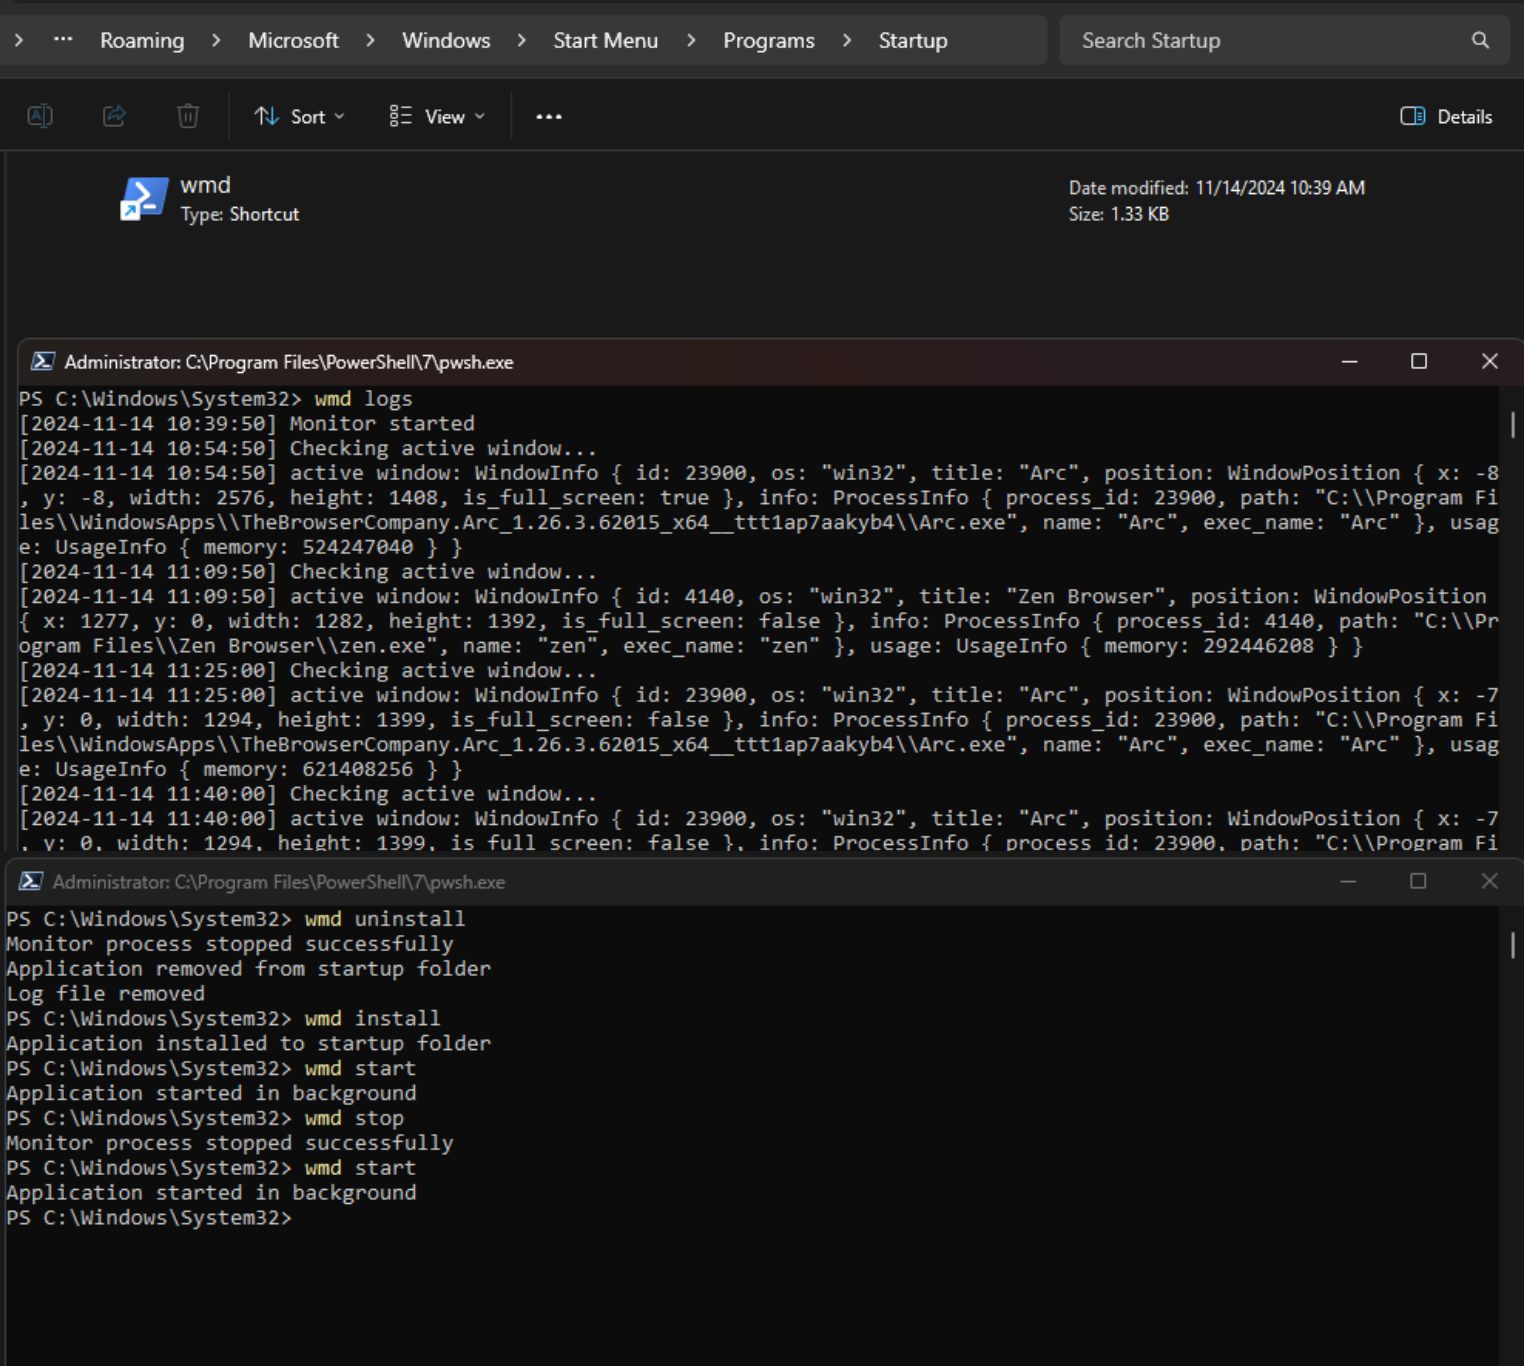 Roaming > Microsoft > Windows > Start Menu > Programs > Startup
Search Startup
Sort
View
Details
wmd
Type: Shortcut
Date modified: 11/14/2024 10:39 AM
Size: 1.33 KB
Administrator: C:\Program Files\PowerShell\7\pwsh.exe
PS C:\Windows\System32> wmd logs
[2024-11-14 10:39:50] Monitor started
[2024-11-14 10:54:50] Checking active window...
[2024-11-14 10:54:50] active window: WindowInfo { id: 23900, os: "win32", title: "Arc", position: WindowPosition { x: -8
, y: -8, width: 2576, height: 1408, is_full_screen: true }, info: ProcessInfo { process_id: 23900, path: "C:\\Program Fi
les\\WindowsApps\\TheBrowserCompany.Arc_1.26.3.62015_x64__ttt1ap7aakyb4\\Arc.exe", name: "Arc", exec_name: "Arc" }, usag
e: UsageInfo { memory: 524247040 } }
[2024-11-14 11:09:50] Checking active window...
[2024-11-14 11:09:50] active window: WindowInfo { id: 4140, os: "win32", title: "Zen Browser", position: WindowPosition
{ x: 1277, y: 0, width: 1282, height: 1392, is_full_screen: false }, info: ProcessInfo { process_id: 4140, path: "C:\\Pr
ogram Files\\Zen Browser\\zen.exe", name: "zen", exec_name: "zen" }, usage: UsageInfo { memory: 292446208 } }
[2024-11-14 11:25:00] Checking active window...
[2024-11-14 11:25:00] active window: WindowInfo { id: 23900, os: "win32", title: "Arc", position: WindowPosition { x: -7
, y: 0, width: 1294, height: 1399, is_full_screen: false }, info: ProcessInfo { process_id: 23900, path: "C:\\Program Fi
les\\WindowsApps\\TheBrowserCompany.Arc_1.26.3.62015_x64__ttt1ap7aakyb4\\Arc.exe", name: "Arc", exec_name: "Arc" }, usag
e: UsageInfo { memory: 621408256 } }
[2024-11-14 11:40:00] Checking active window...
[2024-11-14 11:40:00] active window: WindowInfo { id: 23900, os: "win32", title: "Arc", position: WindowPosition { x: -7
, y: 0, width: 1294, height: 1399, is_full_screen: false }, info: ProcessInfo { process_id: 23900, path: "C:\\Program Fi
Administrator: C:\Program Files\PowerShell\7\pwsh.exe
PS C:\Windows\System32> wmd uninstall
Monitor process stopped successfully
Application removed from startup folder
Log file removed
PS C:\Windows\System32> wmd install
Application installed to startup folder
PS C:\Windows\System32> wmd start
Application started in background
PS C:\Windows\System32> wmd stop
Monitor process stopped successfully
PS C:\Windows\System32> wmd start
Application started in background
PS C:\Windows\System32>